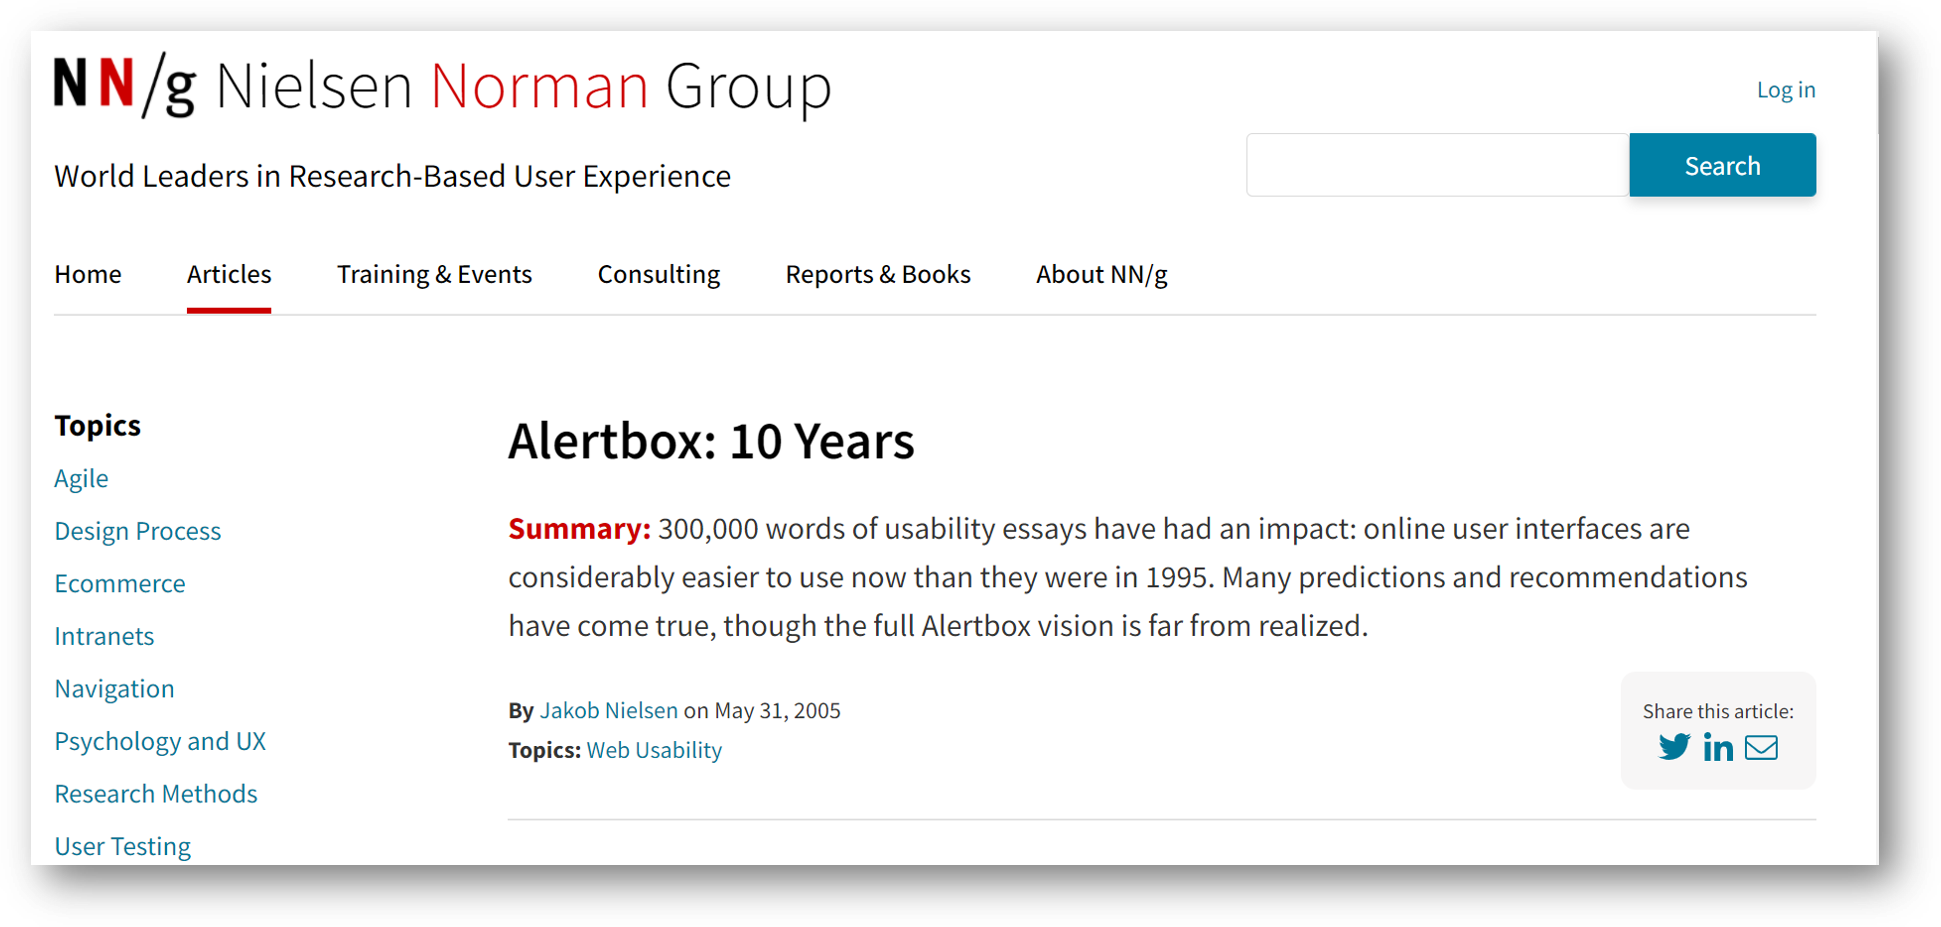 NN/g Nielsen Norman Group
Log in
World Leaders in Research-Based User Experience
Search
Home Articles Training & Events Consulting Reports & Books About NN/g
Topics
Agile
Design Process
Ecommerce
Intranets
Navigation
Psychology and UX
Research Methods
User Testing
Alertbox: 10 Years
Summary: 300,000 words of usability essays have had an impact: online user interfaces are
considerably easier to use now than they were in 1995. Many predictions and recommendations
have come true, though the full Alertbox vision is far from realized.
By Jakob Nielsen on May 31, 2005
Topics: Web Usability
Share this article: